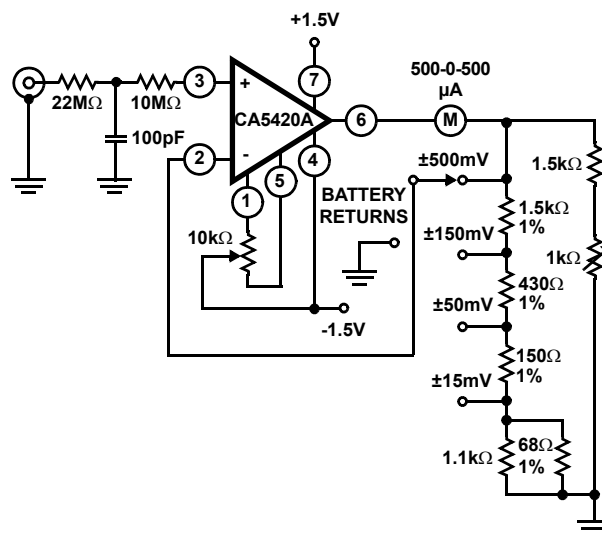 +1.5V
500-0-500
µA
3
7
22MΩ
10MΩ
+
CA5420A
6
M
100pF
2
-
4
±500mV
1.5kΩ
5
BATTERY
RETURNS
1
1.5kΩ
1%
10kΩ
±150mV
1kΩ
430Ω
1%
-1.5V
±50mV
150Ω
1%
±15mV
1.1kΩ
68Ω
1%